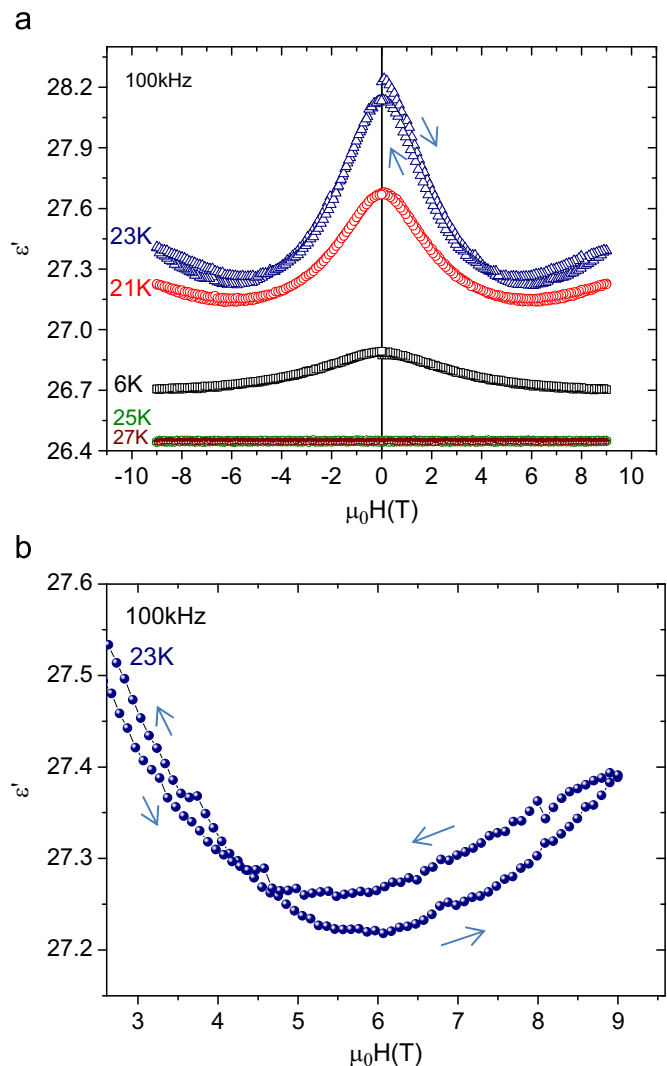 a
100kHz
28.2
27.9
27.6
27.3
27.0
26.7
26.4
ε'
23K
21K
6K
25K
27K
-10 -8 -6 -4 -2 0 2 4 6 8 10
μ₀H(T)
b
100kHz
23K
27.6
27.5
27.4
27.3
27.2
ε'
3 4 5 6 7 8 9
μ₀H(T)